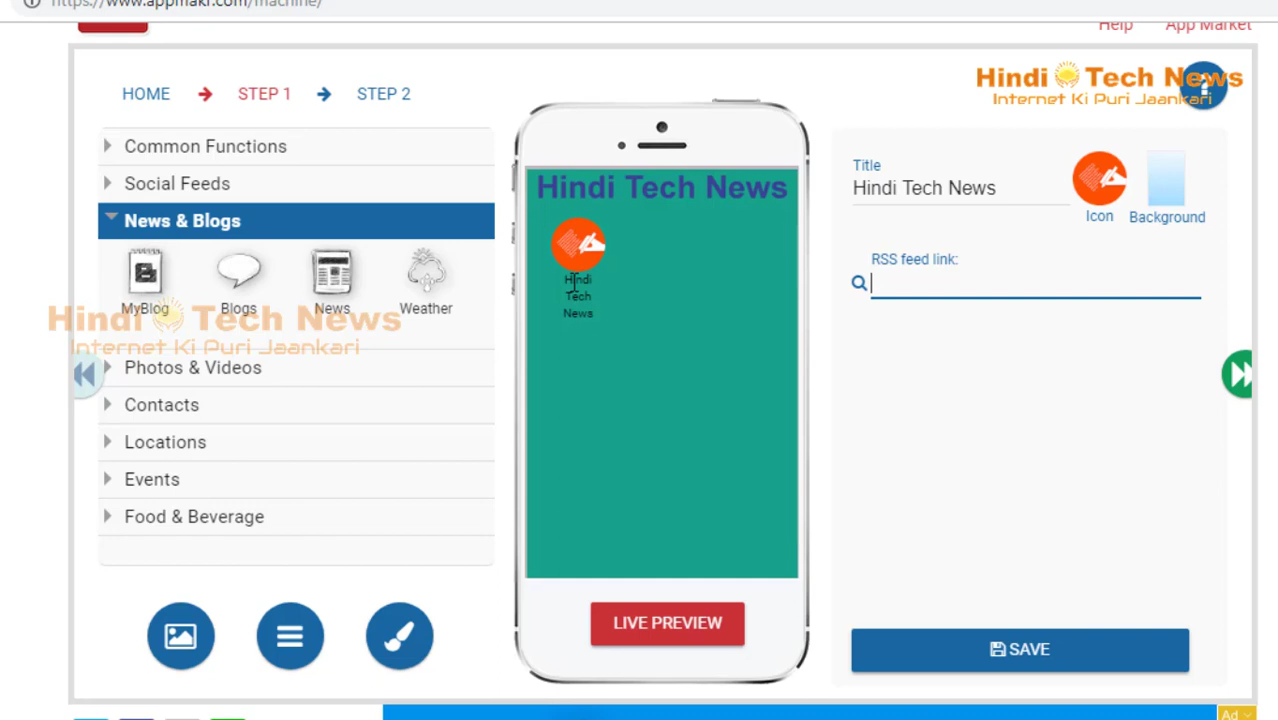 https://www.appmakr.com/machine/
Help App Market
HOME STEP 1 STEP 2
Hindi Tech News
Internet Ki Puri Jaankari
Common Functions
Social Feeds
News & Blogs
MyBlog Blogs News Weather
Hindi Tech News
Internet Ki Puri Jaankari
Photos & Videos
Contacts
Locations
Events
Food & Beverage
Hindi Tech News
Hindi
Tech
News
LIVE PREVIEW
Title
Hindi Tech News
Icon
Background
RSS feed link:
SAVE
Ad